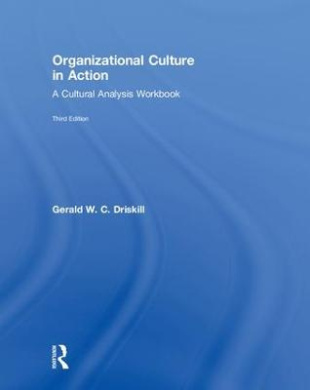 Organizational Culture
in Action
A Cultural Analysis Workbook
Third Edition
Gerald W. C. Driskill
ROUTLEDGE